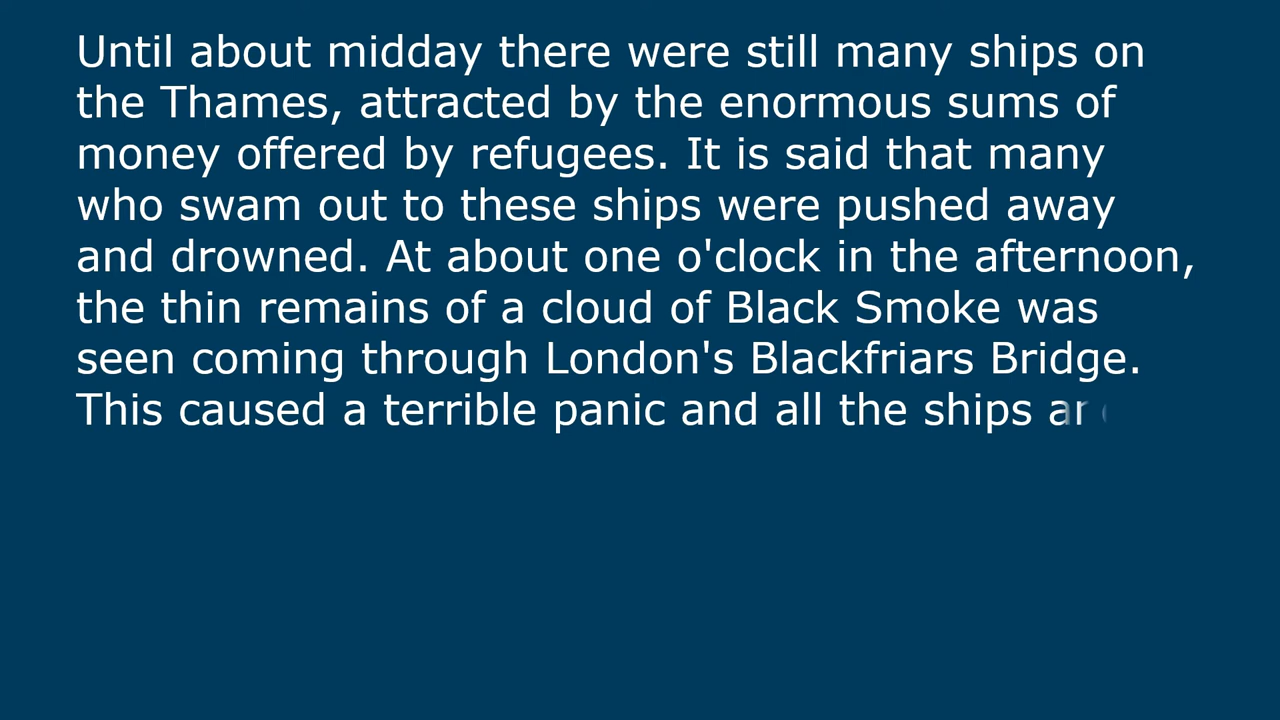 Until about midday there were still many ships on
the Thames, attracted by the enormous sums of
money offered by refugees. It is said that many
who swam out to these ships were pushed away
and drowned. At about one o'clock in the afternoon,
the thin remains of a cloud of Black Smoke was
seen coming through London's Blackfriars Bridge.
This caused a terrible panic and all the ships